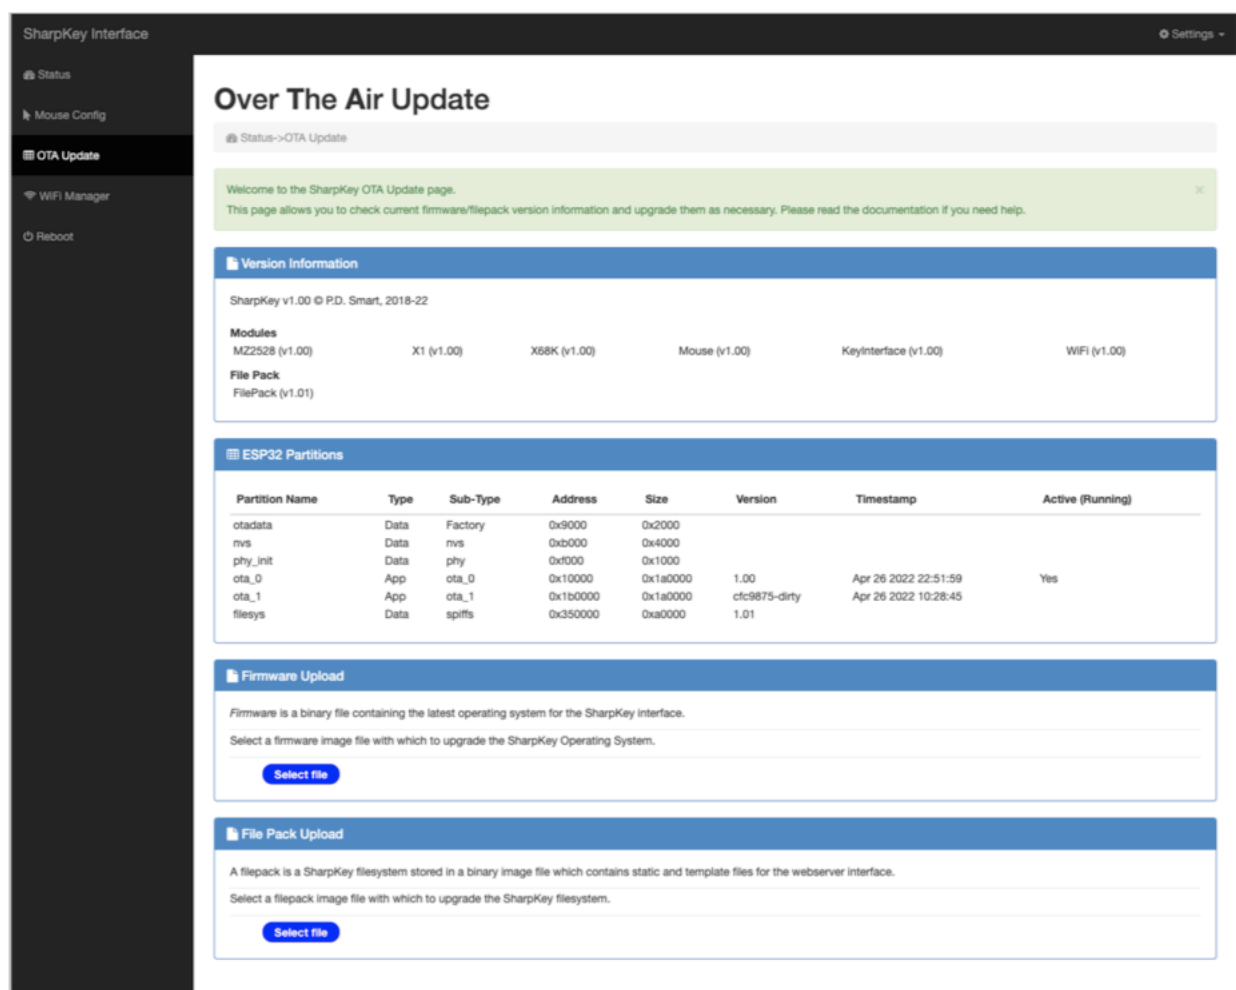 SharpKey Interface
Settings
Status
Mouse Config
OTA Update
WiFi Manager
Reboot
Over The Air Update
Status->OTA Update
Welcome to the SharpKey OTA Update page. ×
This page allows you to check current firmware/filepack version information and upgrade them as necessary. Please read the documentation if you need help.
Version Information
SharpKey v1.00 © P.D. Smart, 2018-22
Modules
MZ2528 (v1.00) X1 (v1.00) X68K (v1.00) Mouse (v1.00) KeyInterface (v1.00) WiFi (v1.00)
File Pack
FilePack (v1.01)
ESP32 Partitions
Partition Name Type Sub-Type Address Size Version Timestamp Active (Running)
otadata Data Factory 0x9000 0x2000
nvs Data nvs 0xb000 0x4000
phy_init Data phy 0xf000 0x1000
ota_0 App ota_0 0x10000 0x1a0000 1.00 Apr 26 2022 22:51:59 Yes
ota_1 App ota_1 0x1b0000 0x1a0000 cfc9875-dirty Apr 26 2022 10:28:45
filesys Data spiffs 0x350000 0xa0000 1.01
Firmware Upload
Firmware is a binary file containing the latest operating system for the SharpKey interface.
Select a firmware image file with which to upgrade the SharpKey Operating System.
Select file
File Pack Upload
A filepack is a SharpKey filesystem stored in a binary image file which contains static and template files for the webserver interface.
Select a filepack image file with which to upgrade the SharpKey filesystem.
Select file